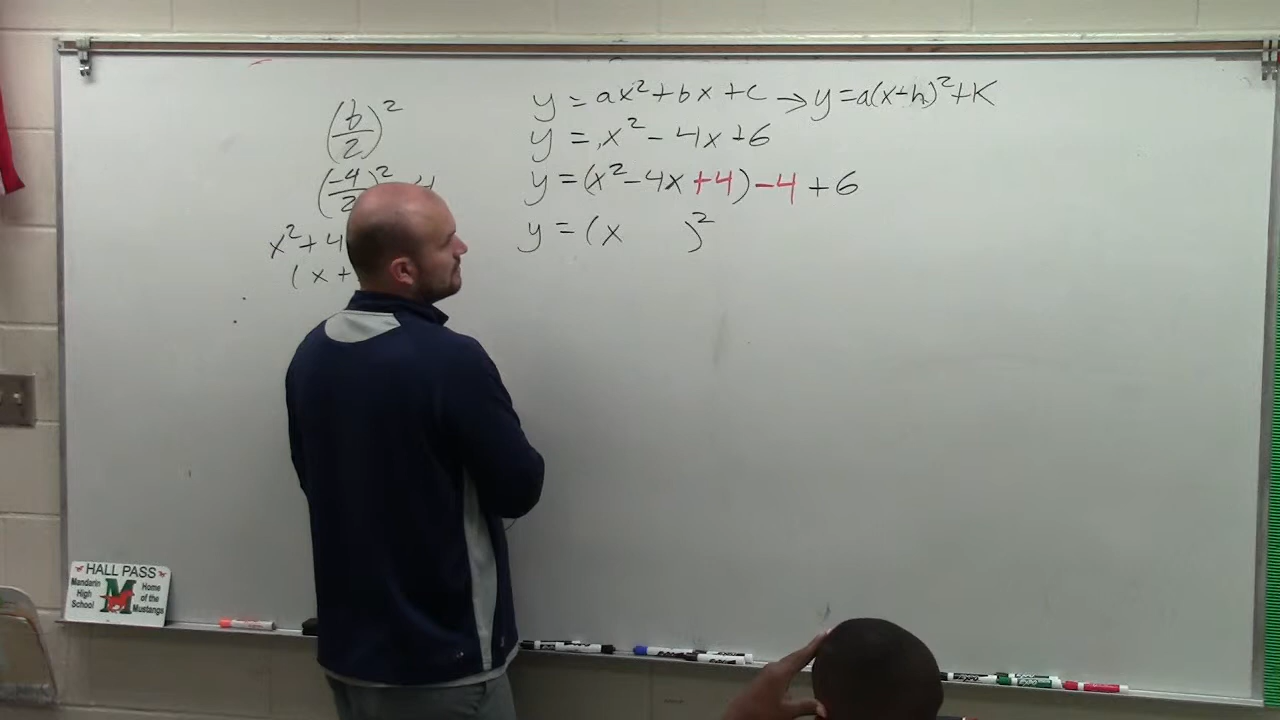 (b/2)²
(-4/2)² 4
x²+4
(x+
y=ax²+bx+c→y=a(x+h)²+K
y=x²-4x+6
y=(x²-4x+4)-4+6
y=(x )²
HALL PASS
Mandarin High School
M
Home of the Mustangs